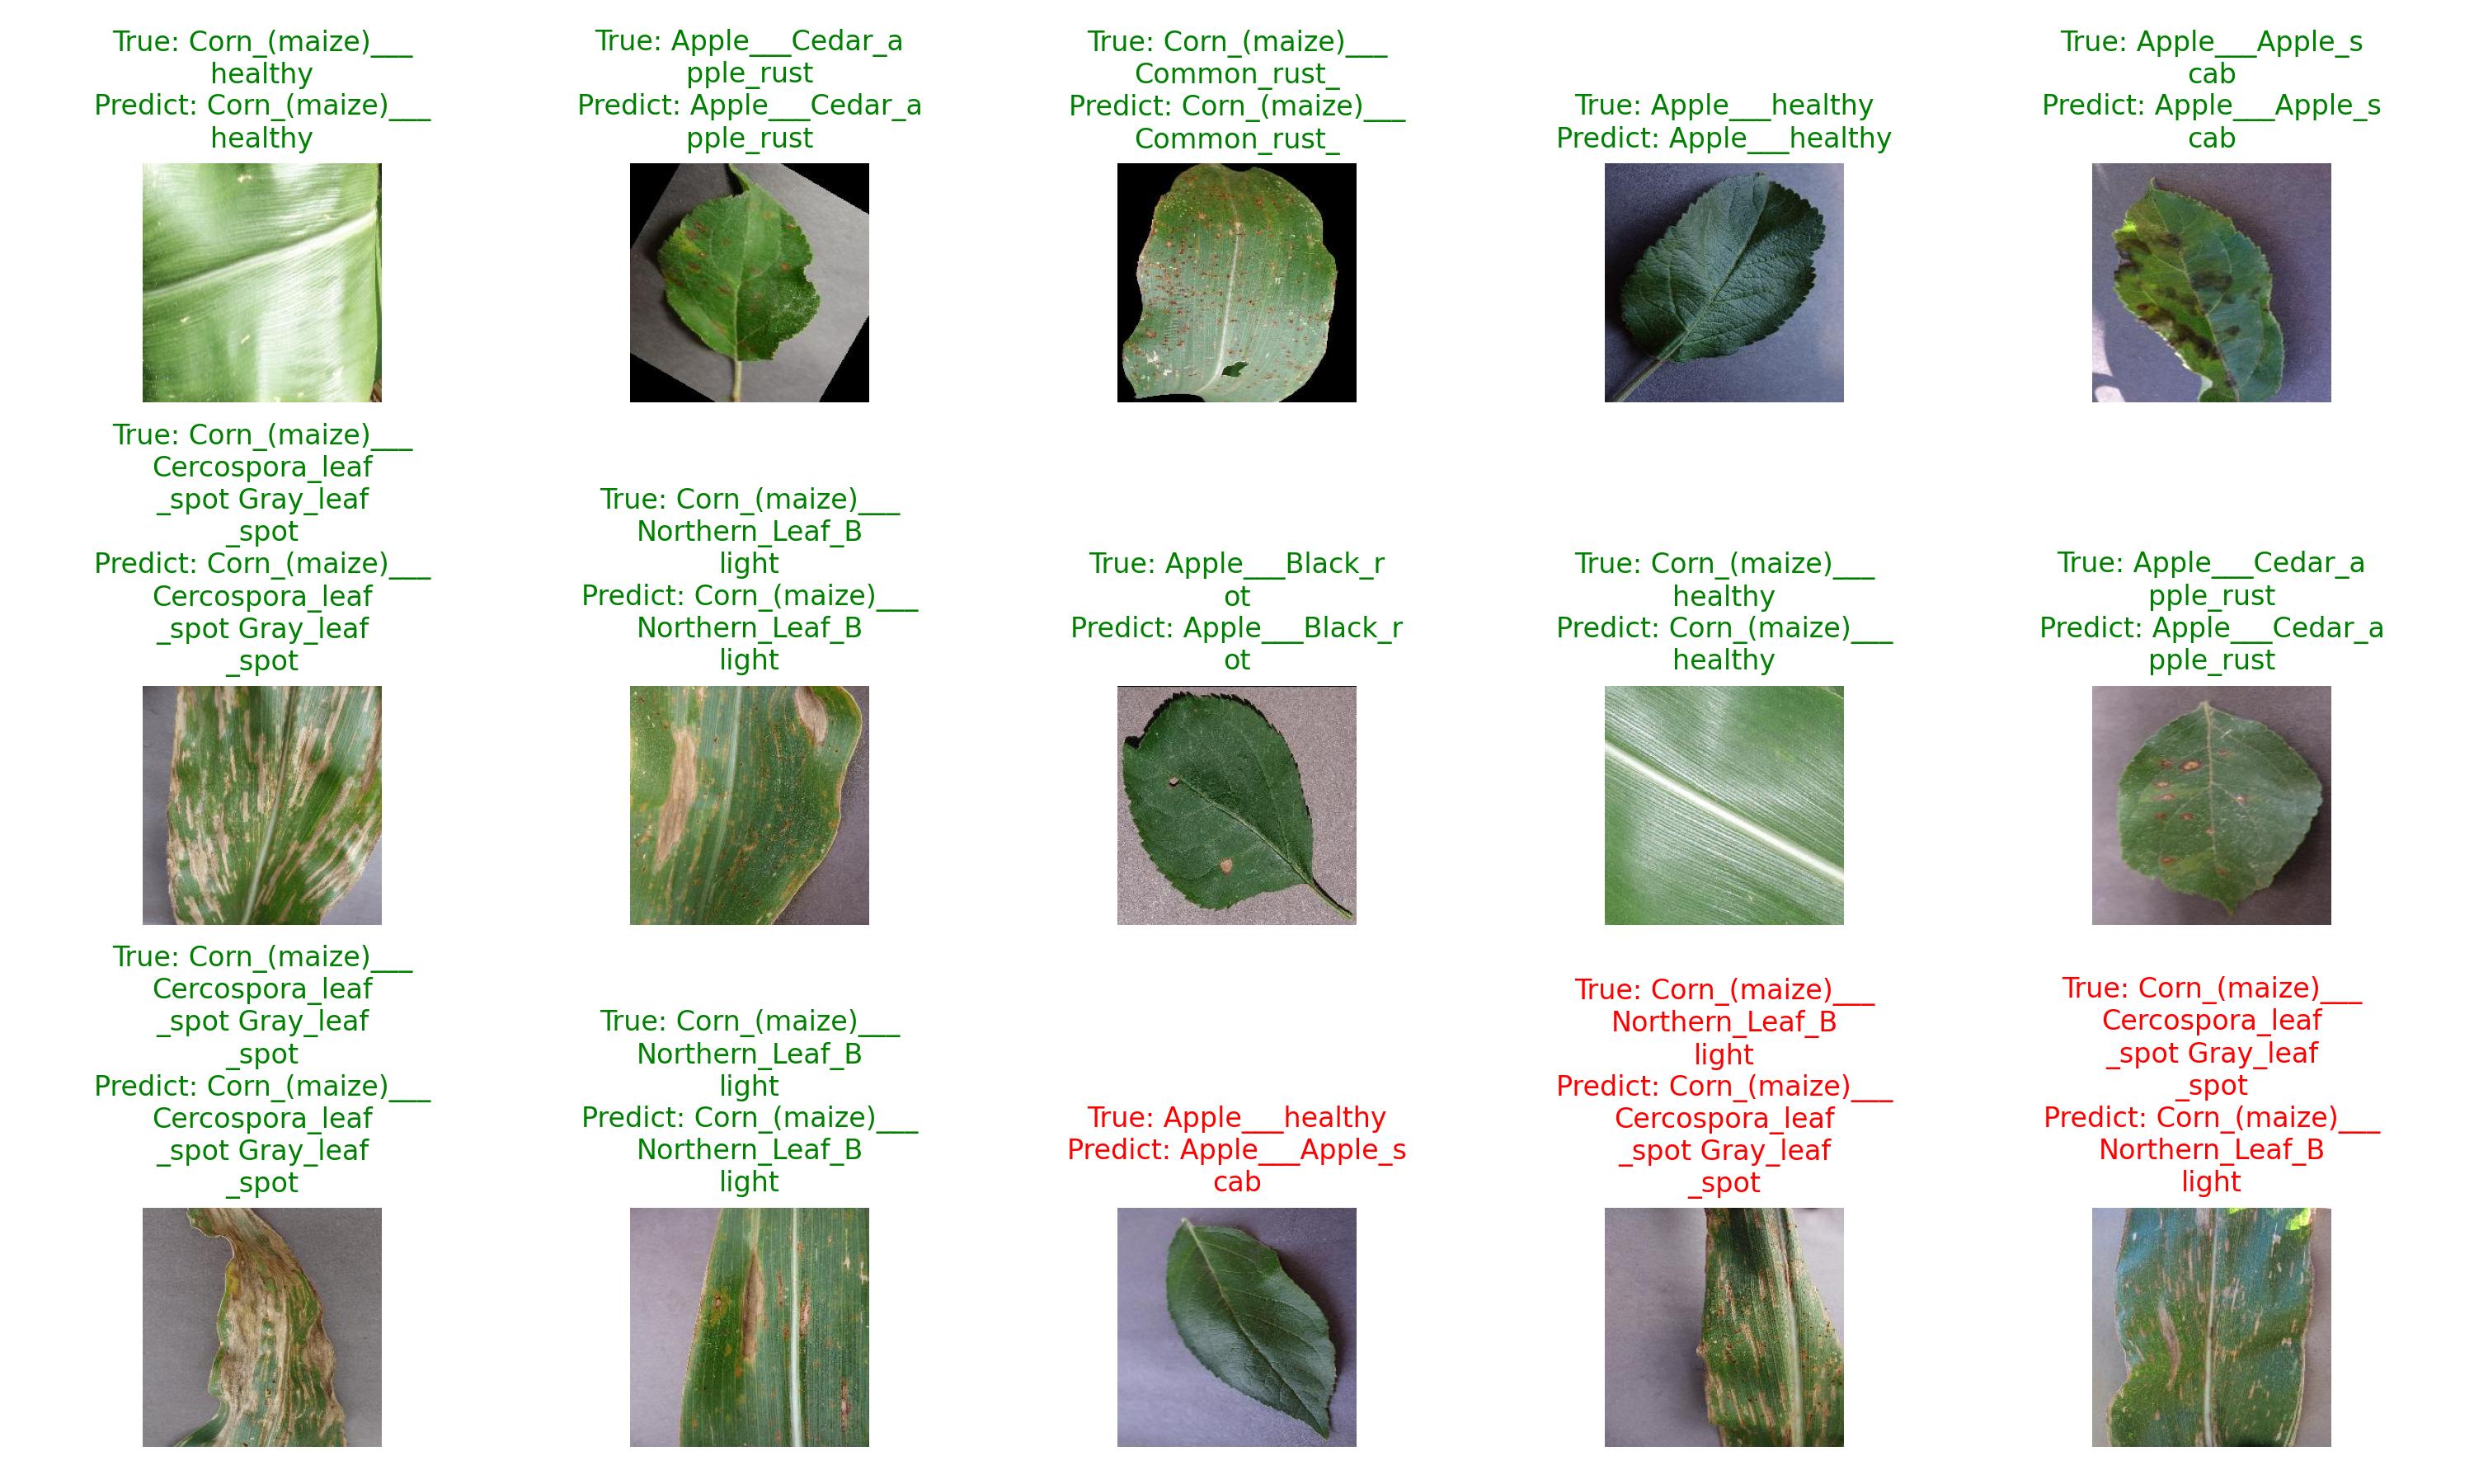 True: Corn_(maize)___
healthy
Predict: Corn_(maize)___
healthy
True: Apple___Cedar_a
pple_rust
Predict: Apple___Cedar_a
pple_rust
True: Corn_(maize)___
Common_rust_
Predict: Corn_(maize)___
Common_rust_
True: Apple___healthy
Predict: Apple___healthy
True: Apple___Apple_s
cab
Predict: Apple___Apple_s
cab
True: Corn_(maize)___
Cercospora_leaf
_spot Gray_leaf
_spot
Predict: Corn_(maize)___
Cercospora_leaf
_spot Gray_leaf
_spot
True: Corn_(maize)___
Northern_Leaf_B
light
Predict: Corn_(maize)___
Northern_Leaf_B
light
True: Apple___Black_r
ot
Predict: Apple___Black_r
ot
True: Corn_(maize)___
healthy
Predict: Corn_(maize)___
healthy
True: Apple___Cedar_a
pple_rust
Predict: Apple___Cedar_a
pple_rust
True: Corn_(maize)___
Cercospora_leaf
_spot Gray_leaf
_spot
Predict: Corn_(maize)___
Cercospora_leaf
_spot Gray_leaf
_spot
True: Corn_(maize)___
Northern_Leaf_B
light
Predict: Corn_(maize)___
Northern_Leaf_B
light
True: Apple___healthy
Predict: Apple___Apple_s
cab
True: Corn_(maize)___
Northern_Leaf_B
light
Predict: Corn_(maize)___
Cercospora_leaf
_spot Gray_leaf
_spot
True: Corn_(maize)___
Cercospora_leaf
_spot Gray_leaf
_spot
Predict: Corn_(maize)___
Northern_Leaf_B
light